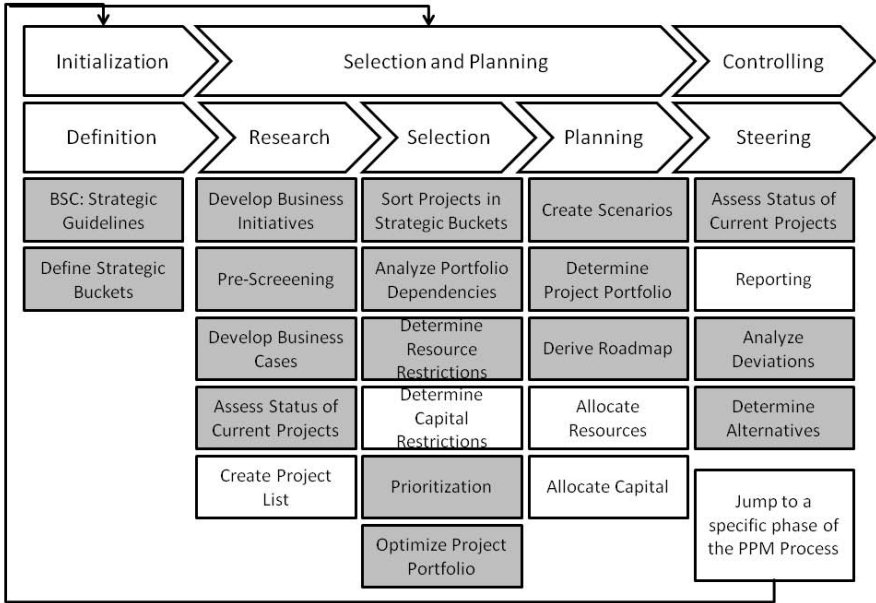 Initialization
Selection and Planning
Controlling
Definition
Research
Selection
Planning
Steering
BSC: Strategic
Guidelines
Define Strategic
Buckets
Develop Business
Initiatives
Pre-Screeening
Develop Business
Cases
Assess Status of
Current Projects
Create Project
List
Sort Projects in
Strategic Buckets
Analyze Portfolio
Dependencies
Determine
Resource
Restrictions
Determine
Capital
Restrictions
Prioritization
Optimize Project
Portfolio
Create Scenarios
Determine
Project Portfolio
Derive Roadmap
Allocate
Resources
Allocate Capital
Assess Status of
Current Projects
Reporting
Analyze
Deviations
Determine
Alternatives
Jump to a
specific phase of
the PPM Process